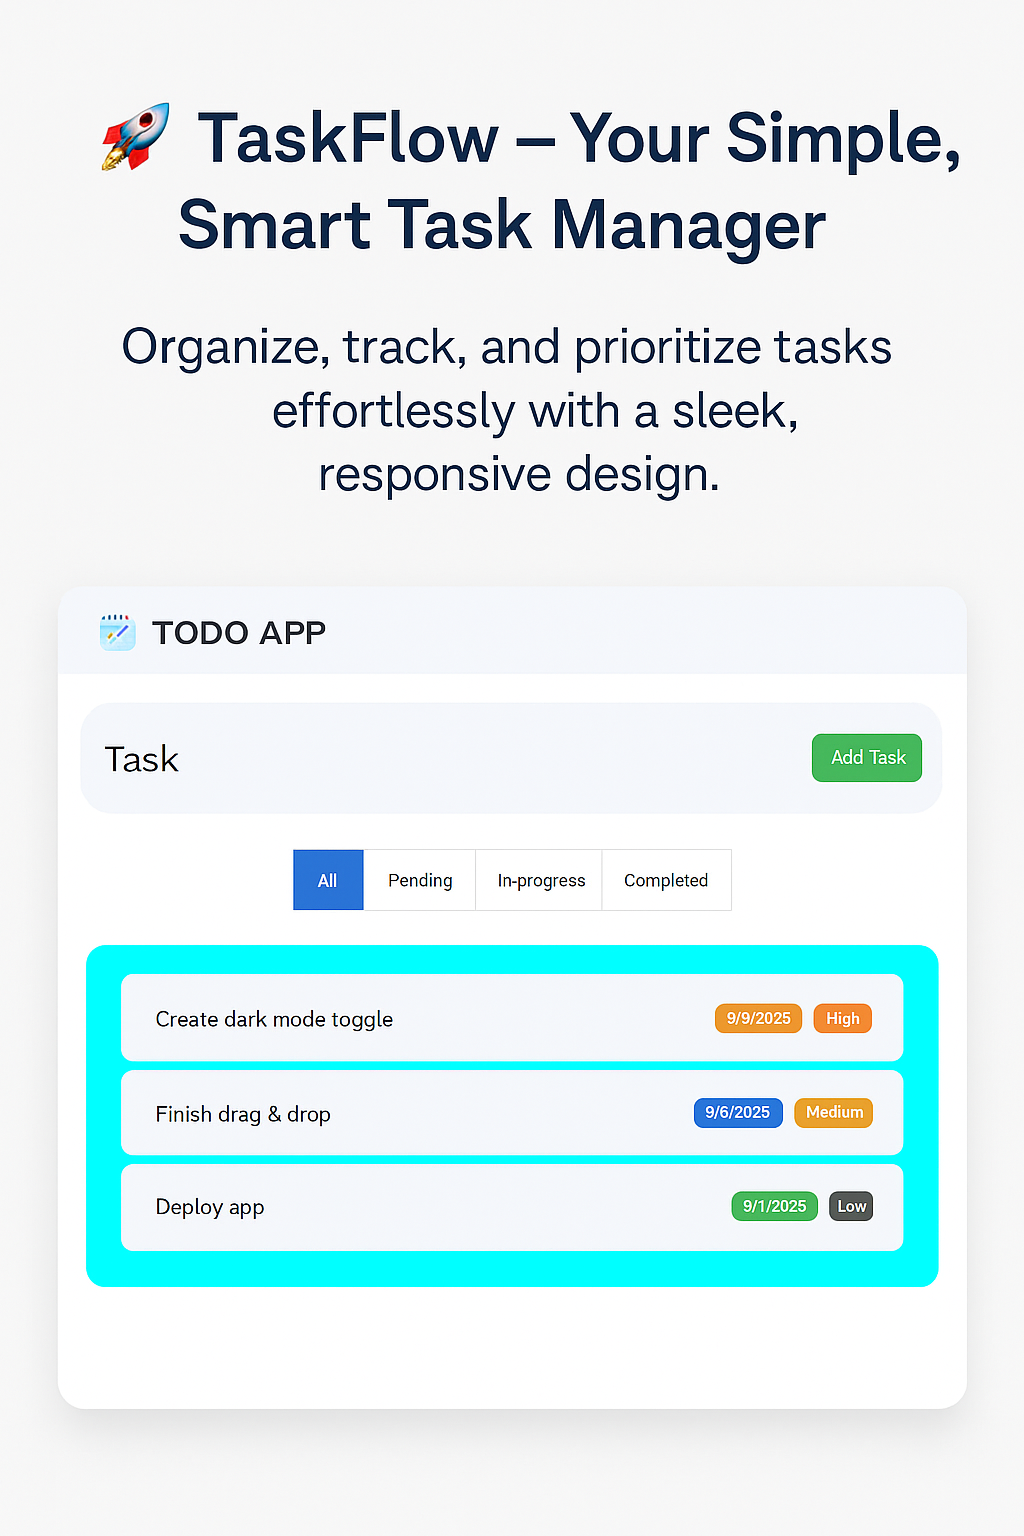 🚀 TaskFlow – Your Simple,
Smart Task Manager
Organize, track, and prioritize tasks
effortlessly with a sleek,
responsive design.
TODO APP
Task
Add Task
All Pending In-progress Completed
Create dark mode toggle 9/9/2025 High
Finish drag & drop 9/6/2025 Medium
Deploy app 9/1/2025 Low